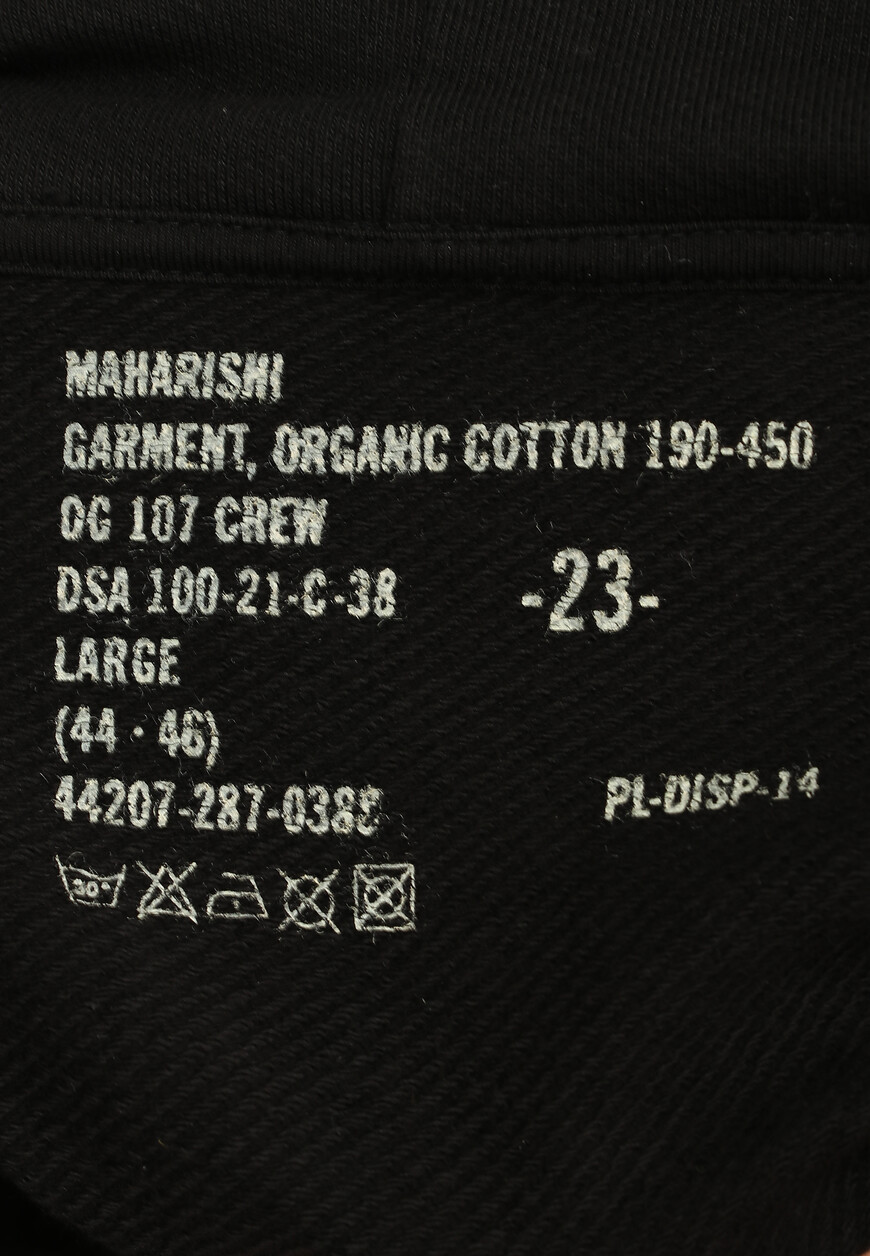 MAHARISHI
GARMENT, ORGANIC COTTON 190-450
OG 107 CREW
DSA 100-21-C-38
-23-
LARGE
(44 · 46)
44207-287-0388
PL-DISP-14
30°